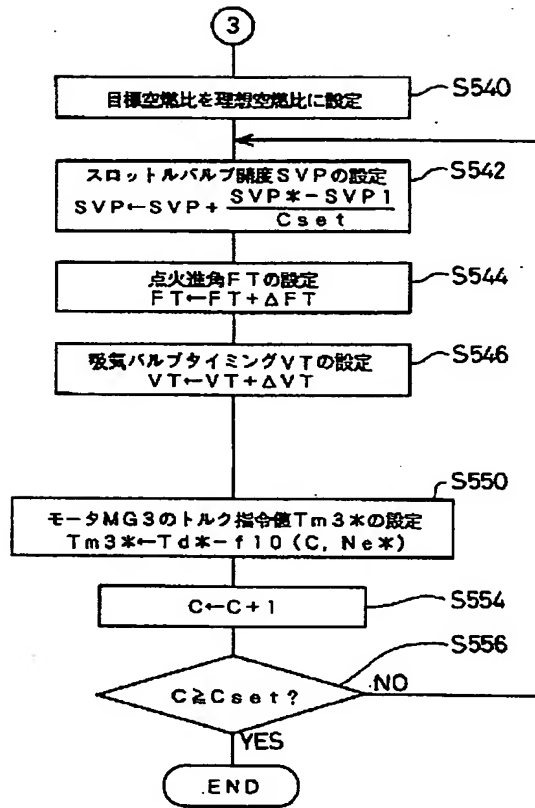 3
目標空燃比を理想空燃比に設定
S540
スロットルバルブ開度SVPの設定
SVP←SVP+(SVP*-SVP1)/Cset
S542
点火進角FTの設定
FT←FT+ΔFT
S544
吸気バルブタイミングVTの設定
VT←VT+ΔVT
S546
S550
モータMG3のトルク指令値Tm3*の設定
Tm3*←Td*-f10(C, Ne*)
C←C+1
S554
S556
C≧Cset?
NO
YES
END